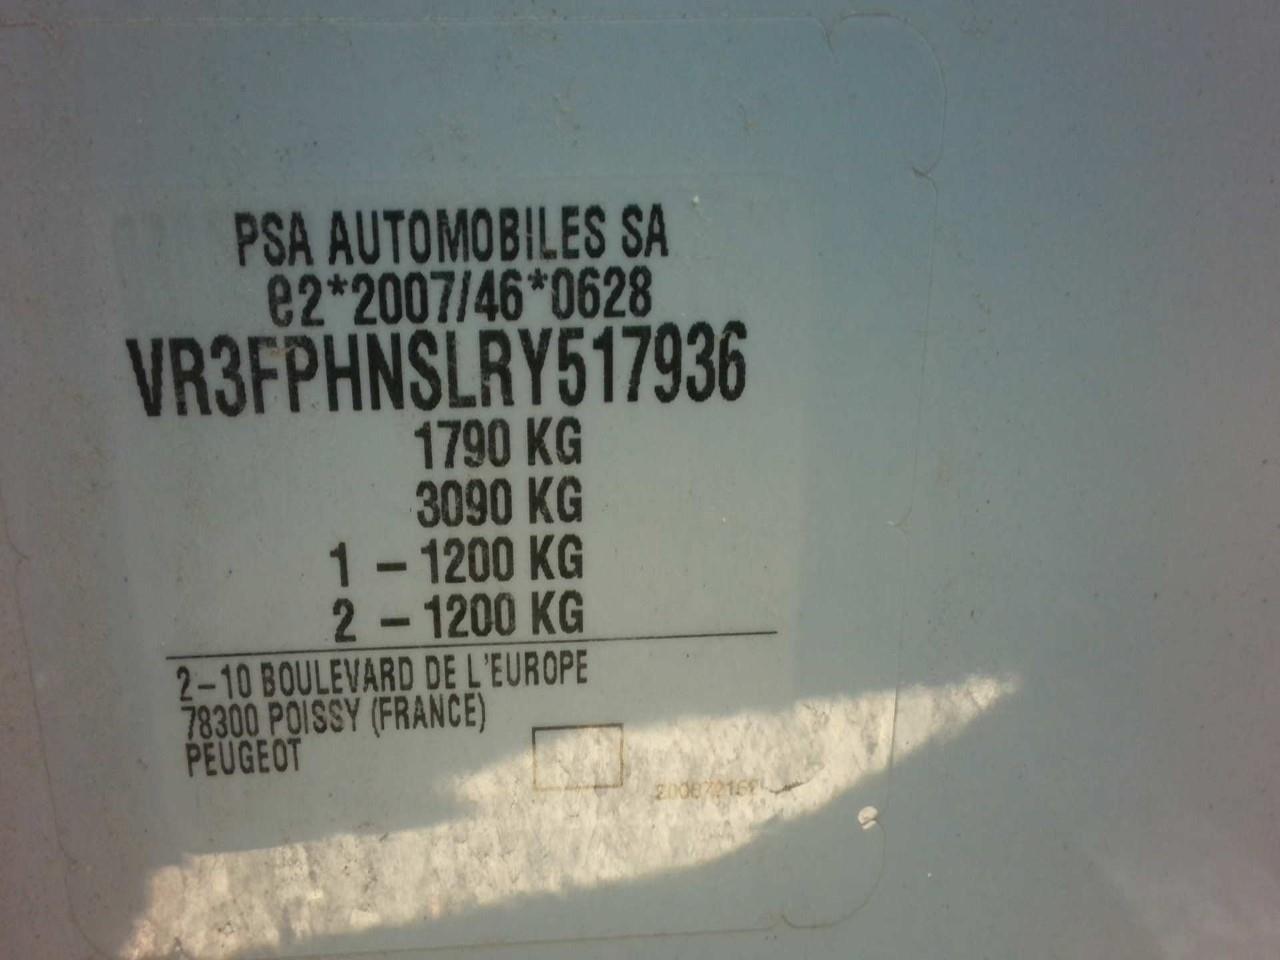 PSA AUTOMOBILES SA
e2*2007/46*0628
VR3FPHNSLRY517936
1790 KG
3090 KG
1 - 1200 KG
2 - 1200 KG
2-10 BOULEVARD DE L'EUROPE
78300 POISSY (FRANCE)
PEUGEOT